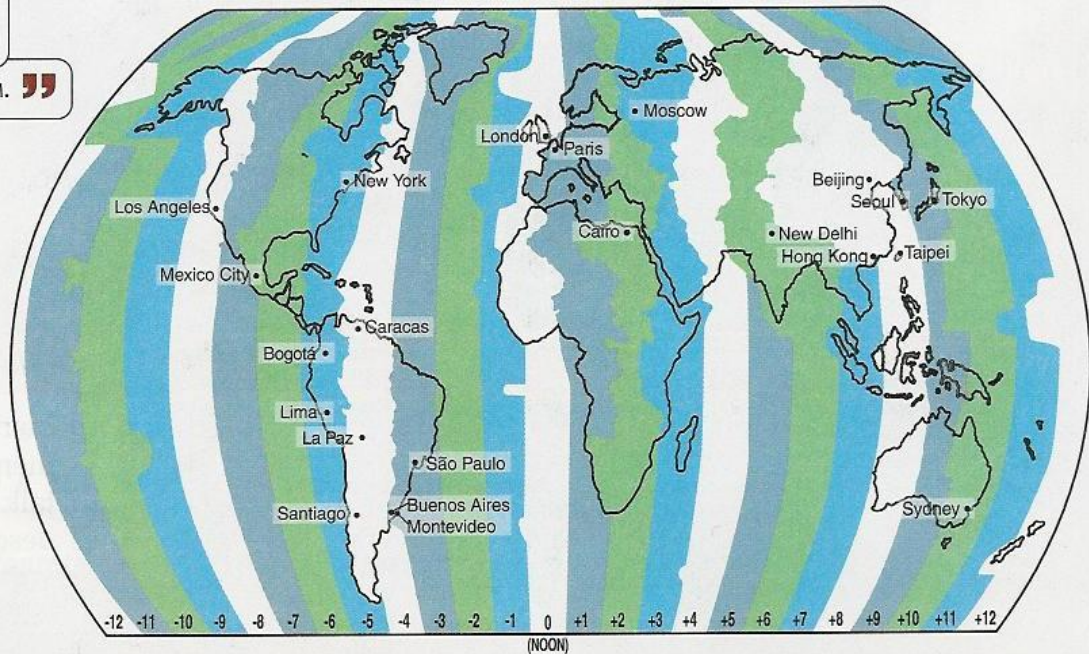 M. ❞
Moscow
London
Paris
New York
Los Angeles
Beijing
Seoul
Tokyo
Cairo
New Delhi
Hong Kong
Taipei
Mexico City
Caracas
Bogotá
Lima
La Paz
São Paulo
Santiago
Buenos Aires
Montevideo
Sydney
-12 -11 -10 -9 -8 -7 -6 -5 -4 -3 -2 -1 0 +1 +2 +3 +4 +5 +6 +7 +8 +9 +10 +11 +12
(NOON)